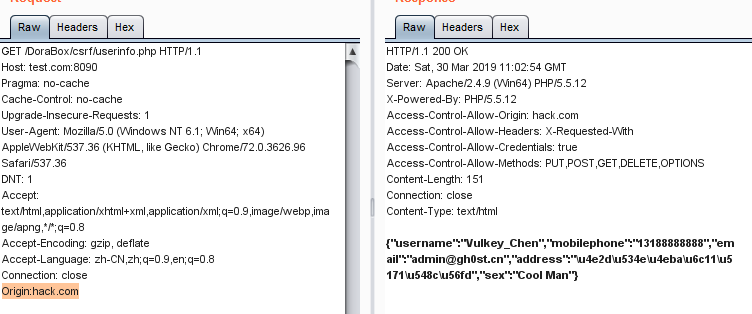 Request
Response
Raw Headers Hex
Raw Headers Hex
GET /DoraBox/csrf/userinfo.php HTTP/1.1
Host: test.com:8090
Pragma: no-cache
Cache-Control: no-cache
Upgrade-Insecure-Requests: 1
User-Agent: Mozilla/5.0 (Windows NT 6.1; Win64; x64)
AppleWebKit/537.36 (KHTML, like Gecko) Chrome/72.0.3626.96
Safari/537.36
DNT: 1
Accept:
text/html,application/xhtml+xml,application/xml;q=0.9,image/webp,ima
ge/apng,*/*;q=0.8
Accept-Encoding: gzip, deflate
Accept-Language: zh-CN,zh;q=0.9,en;q=0.8
Connection: close
Origin:hack.com
HTTP/1.1 200 OK
Date: Sat, 30 Mar 2019 11:02:54 GMT
Server: Apache/2.4.9 (Win64) PHP/5.5.12
X-Powered-By: PHP/5.5.12
Access-Control-Allow-Origin: hack.com
Access-Control-Allow-Headers: X-Requested-With
Access-Control-Allow-Credentials: true
Access-Control-Allow-Methods: PUT,POST,GET,DELETE,OPTIONS
Content-Length: 151
Connection: close
Content-Type: text/html
{"username":"Vulkey_Chen","mobilephone":"13188888888","em
ail":"admin@gh0st.cn","address":"\u4e2d\u534e\u4eba\u6c11\u5
171\u548c\u56fd","sex":"Cool Man"}